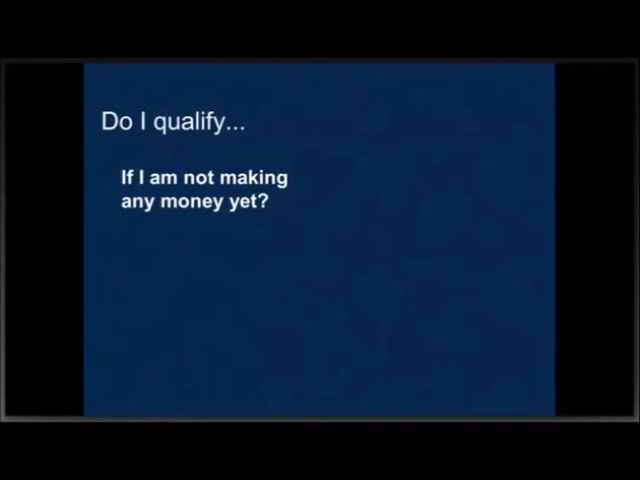 Do I qualify...
If I am not making
any money yet?